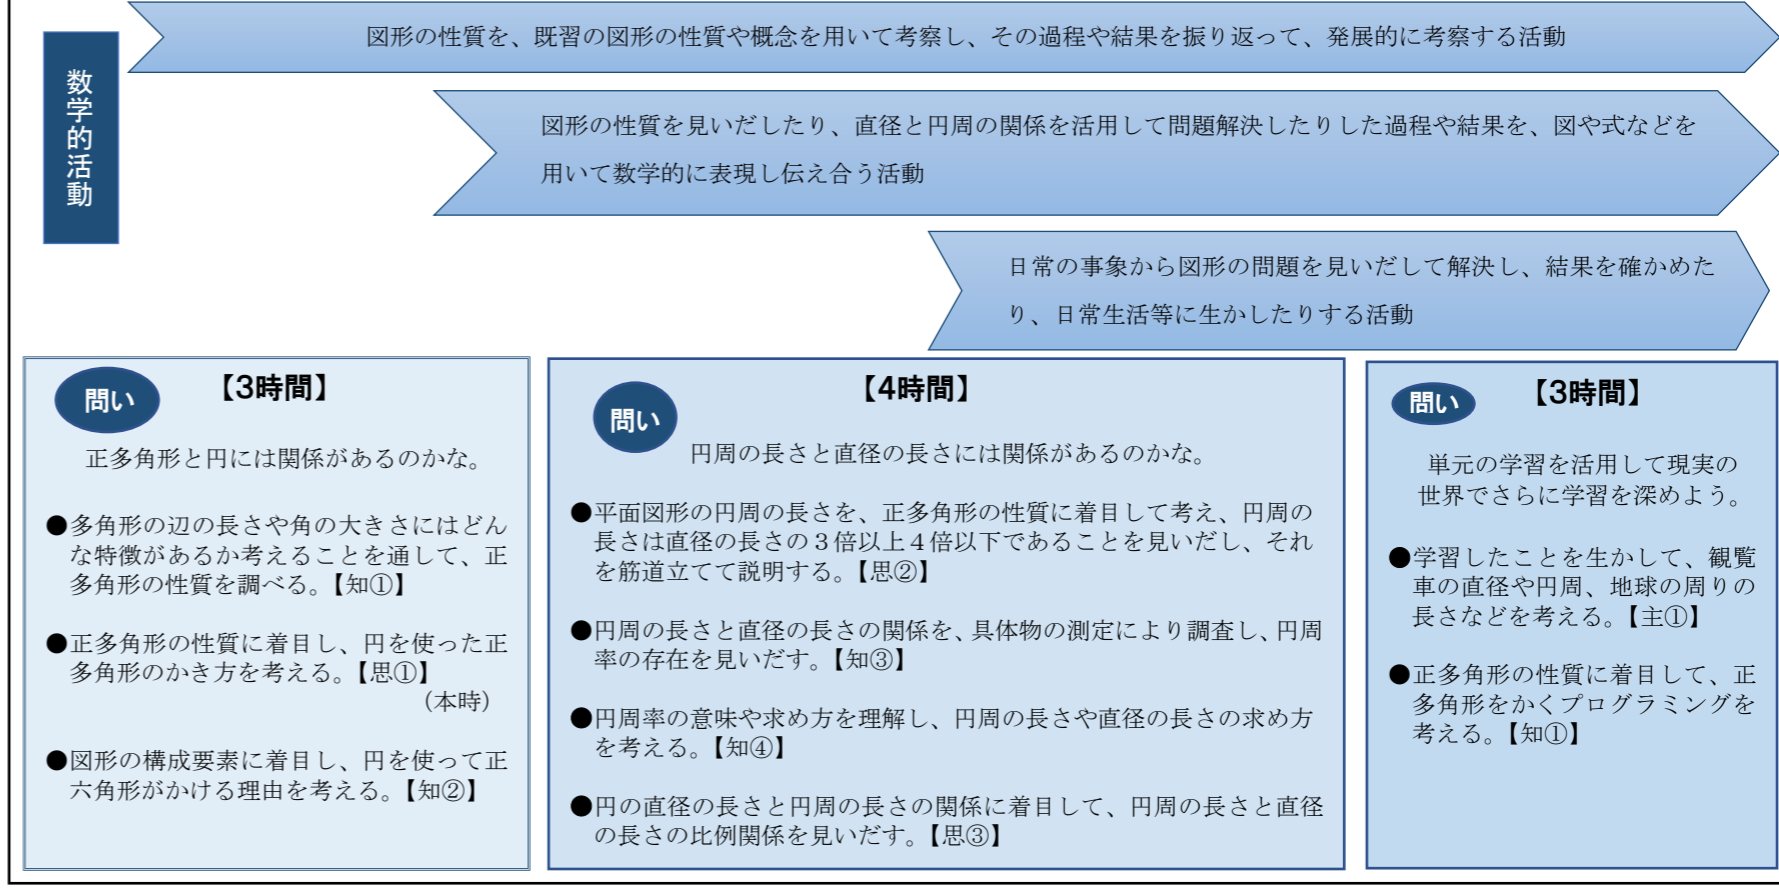 数学的活動
図形の性質を、既習の図形の性質や概念を用いて考察し、その過程や結果を振り返って、発展的に考察する活動
図形の性質を見いだしたり、直径と円周の関係を活用して問題解決したりした過程や結果を、図や式などを
用いて数学的に表現し伝え合う活動
日常の事象から図形の問題を見いだして解決し、結果を確かめた
り、日常生活等に生かしたりする活動
問い
【3時間】
正多角形と円には関係があるのかな。
●多角形の辺の長さや角の大きさにはどん
な特徴があるか考えることを通して、正
多角形の性質を調べる。【知①】
●正多角形の性質に着目し、円を使った正
多角形のかき方を考える。【思①】
（本時）
●図形の構成要素に着目し、円を使って正
六角形がかける理由を考える。【知②】
問い
【4時間】
円周の長さと直径の長さには関係があるのかな。
●平面図形の円周の長さを、正多角形の性質に着目して考え、円周の
長さは直径の長さの３倍以上４倍以下であることを見いだし、それ
を筋道立てて説明する。【思②】
●円周の長さと直径の長さの関係を、具体物の測定により調査し、円周
率の存在を見いだす。【知③】
●円周率の意味や求め方を理解し、円周の長さや直径の長さの求め方
を考える。【知④】
●円の直径の長さと円周の長さの関係に着目して、円周の長さと直径
の長さの比例関係を見いだす。【思③】
問い
【3時間】
単元の学習を活用して現実の
世界でさらに学習を深めよう。
●学習したことを生かして、観覧
車の直径や円周、地球の周りの
長さなどを考える。【主①】
●正多角形の性質に着目して、正
多角形をかくプログラミングを
考える。【知①】